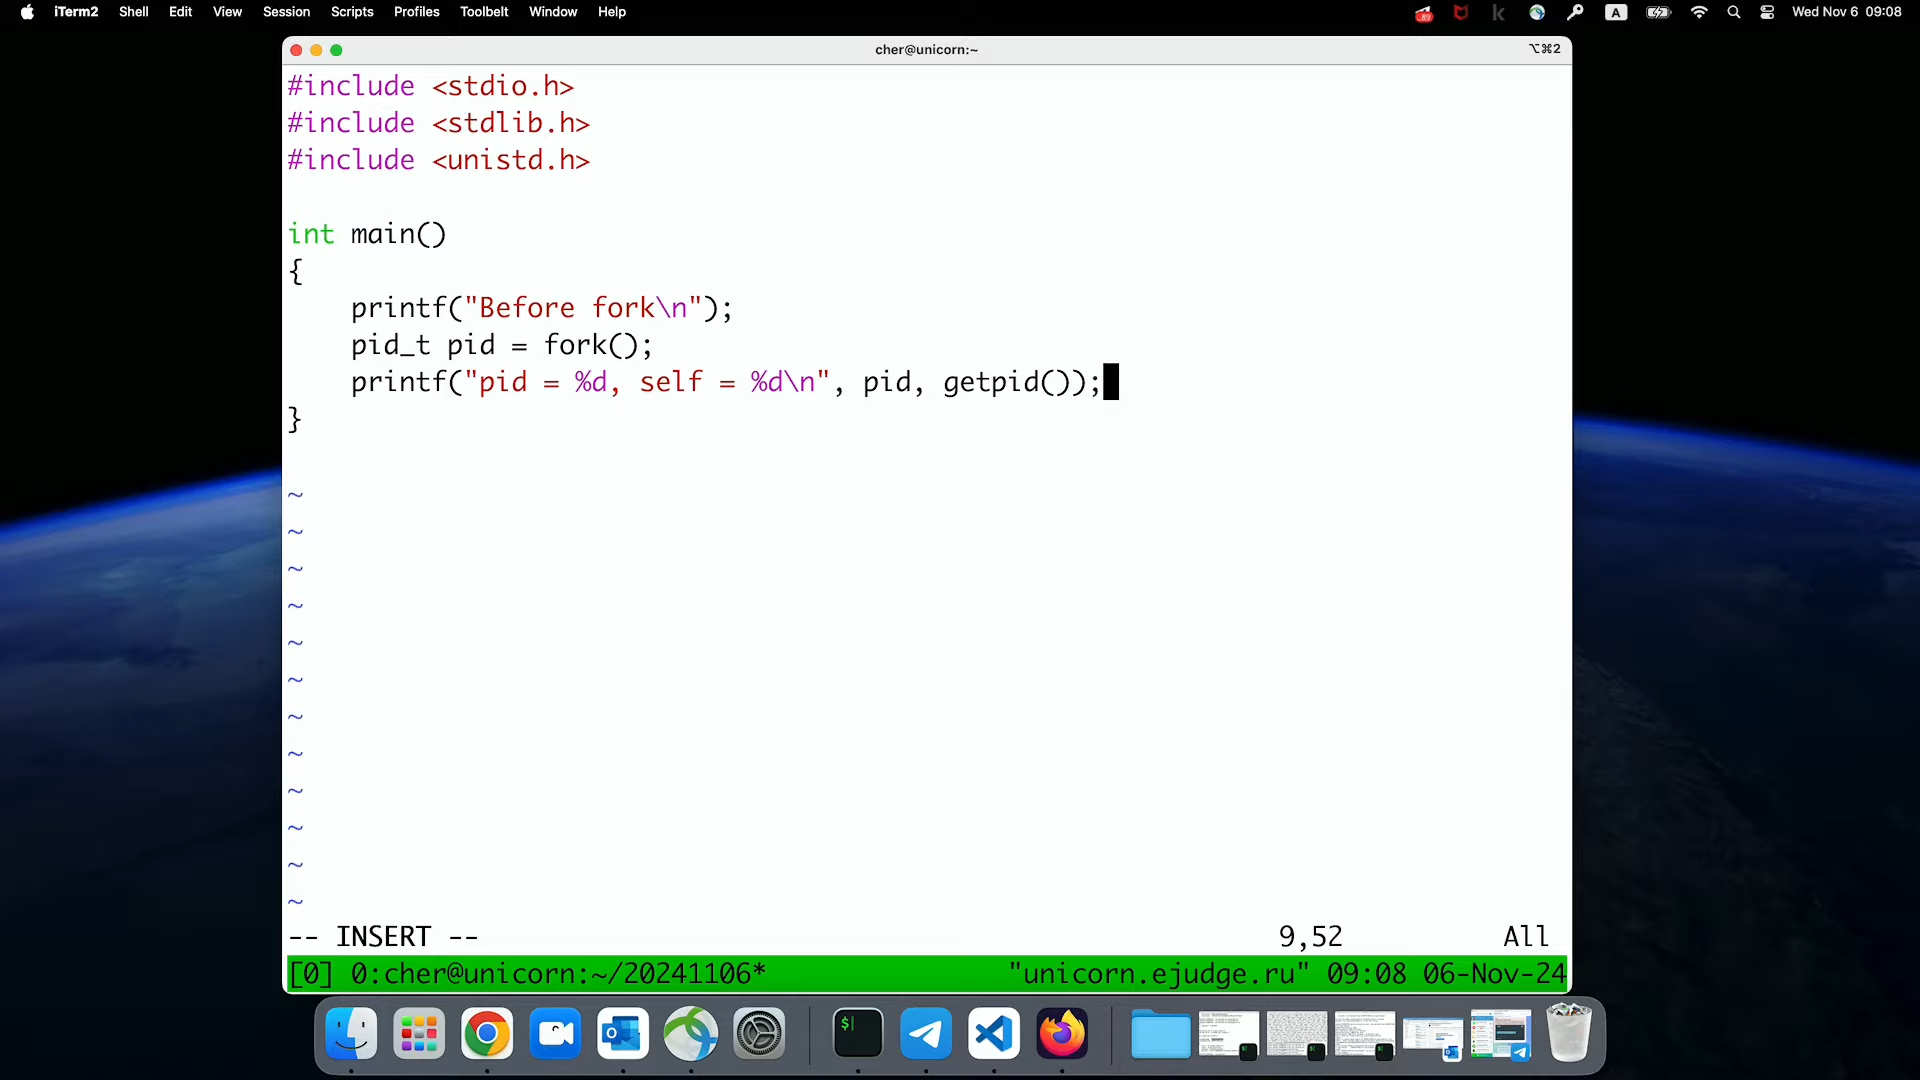 iTerm2 Shell Edit View Session Scripts Profiles Toolbelt Window Help A Wed Nov 6 09:08
cher@unicorn:~ ⌥⌘2
#include <stdio.h>
#include <stdlib.h>
#include <unistd.h>
int main()
{
    printf("Before fork\n");
    pid_t pid = fork();
    printf("pid = %d, self = %d\n", pid, getpid());
}
~
~
~
~
~
~
~
~
~
~
~
~
-- INSERT -- 9,52 All
[0] 0:cher@unicorn:~/20241106* "unicorn.ejudge.ru" 09:08 06-Nov-24